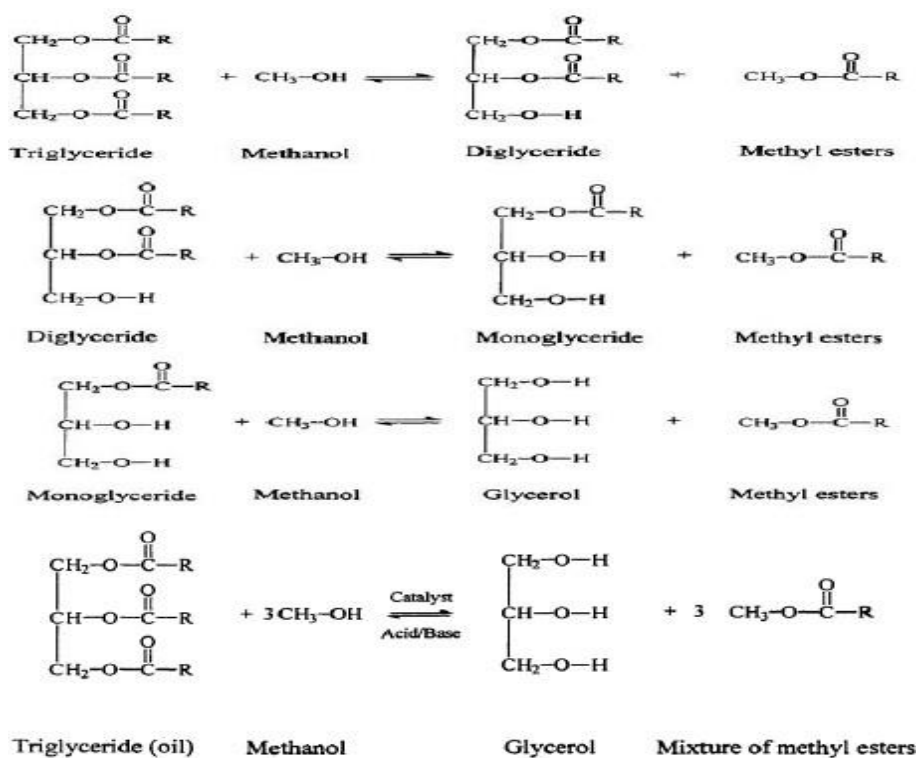 O
CH₂-O-C-R
O
CH-O-C-R + CH₃-OH ⇌
O
CH₂-O-C-R
O
CH₂-O-C-R
O
CH-O-C-R +
CH₂-O-H
O
CH₃-O-C-R
Triglyceride Methanol Diglyceride Methyl esters
O
CH₂-O-C-R
O
CH-O-C-R + CH₃-OH ⇌
CH₂-O-H
O
CH₂-O-C-R
CH-O-H +
CH₂-O-H
O
CH₃-O-C-R
Diglyceride Methanol Monoglyceride Methyl esters
O
CH₂-O-C-R
CH-O-H + CH₃-OH ⇌
CH₂-O-H
CH₂-O-H
CH-O-H +
CH₂-O-H
O
CH₃-O-C-R
Monoglyceride Methanol Glycerol Methyl esters
O
CH₂-O-C-R
O
CH-O-C-R + 3CH₃-OH ⇌
O
CH₂-O-C-R
Catalyst
Acid/Base
CH₂-O-H
CH-O-H + 3
CH₂-O-H
O
CH₃-O-C-R
Triglyceride (oil) Methanol Glycerol Mixture of methyl esters